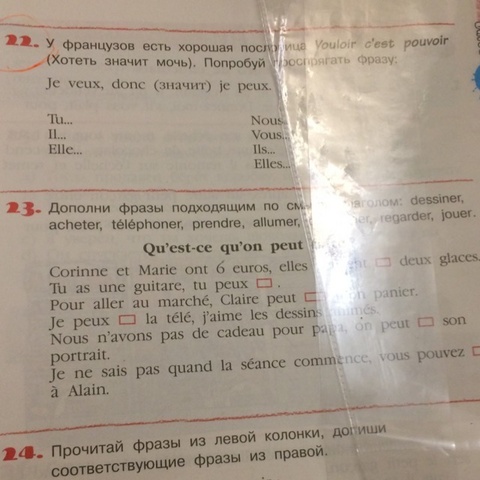 22. У французов есть хорошая пословица Vouloir c'est pouvoir
(Хотеть значит мочь). Попробуй проспрягать фразу:
Je veux, donc (значит) je peux.
Tu... Nous...
Il... Vous...
Elle... Ils...
Elles...
23. Дополни фразы подходящим по глаголом: dessiner,
acheter, téléphoner, prendre, allumer, regarder, jouer.
Qu'est-ce qu'on peut
Corinne et Marie ont 6 euros, elles deux glaces.
Tu as une guitare, tu peux .
Pour aller au marché, Claire peut panier.
Je peux la télé, j'aime les dessins animés.
Nous n'avons pas de cadeau pour papa, on peut son
portrait.
Je ne sais pas quand la séance commence, vous pouvez
à Alain.
24. Прочитай фразы из левой колонки, допиши
соответствующие фразы из правой.